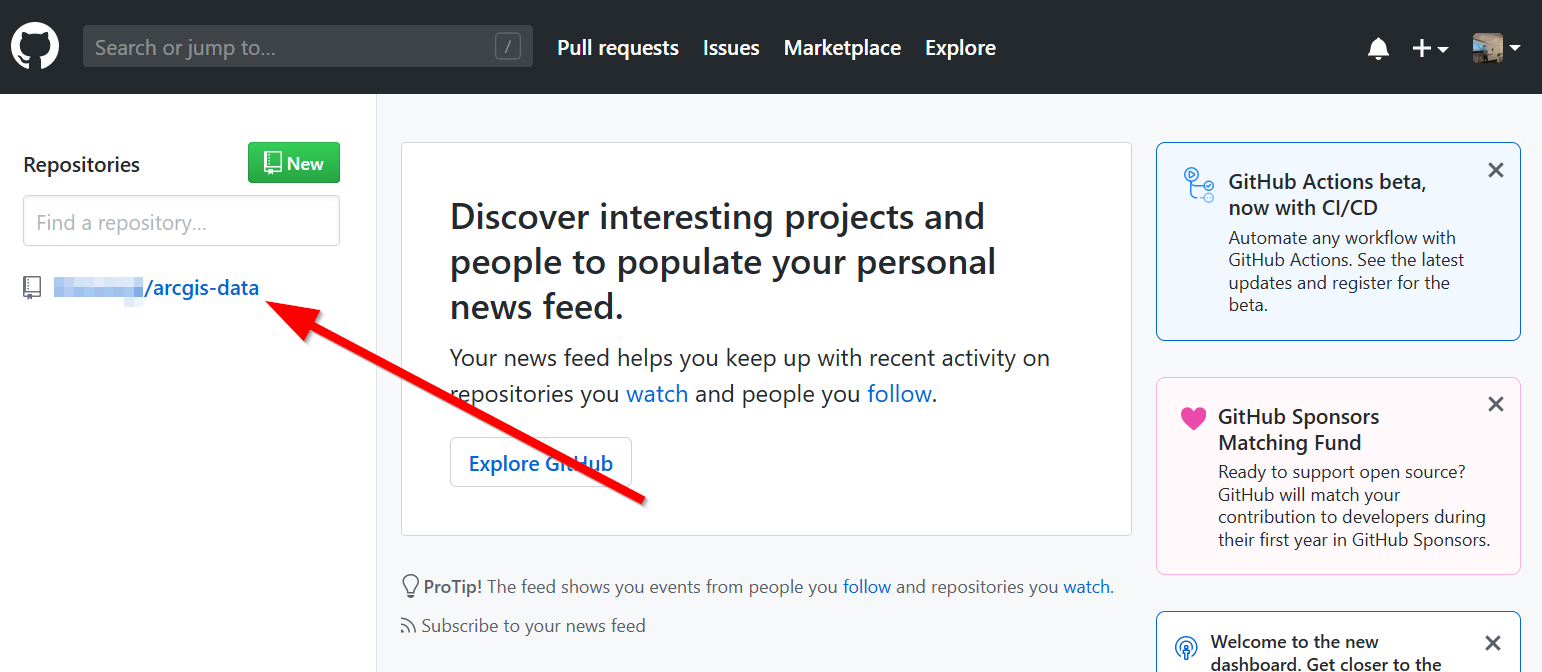 Search or jump to...
/
Pull requests
Issues
Marketplace
Explore
Repositories
New
Find a repository...
/arcgis-data
Discover interesting projects and
people to populate your personal
news feed.
Your news feed helps you keep up with recent activity on
repositories you watch and people you follow.
Explore GitHub
ProTip! The feed shows you events from people you follow and repositories you watch.
Subscribe to your news feed
GitHub Actions beta,
now with CI/CD
Automate any workflow with
GitHub Actions. See the latest
updates and register for the
beta.
GitHub Sponsors
Matching Fund
Ready to support open source?
GitHub will match your
contribution to developers during
their first year in GitHub Sponsors.
Welcome to the new
dashboard. Get closer to the